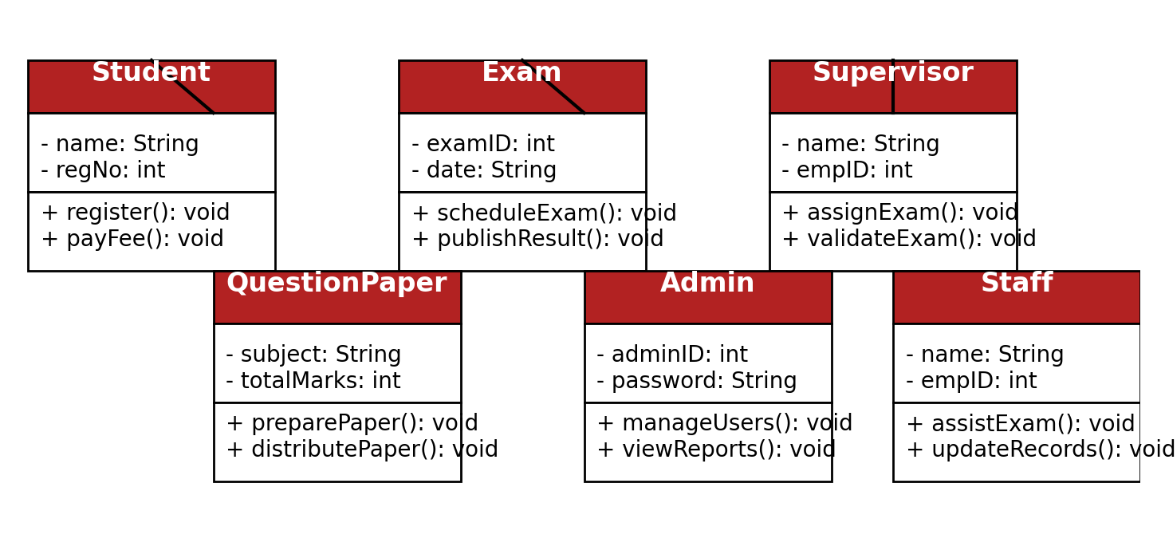 Student
- name: String
- regNo: int
+ register(): void
+ payFee(): void
Exam
- examID: int
- date: String
+ scheduleExam(): void
+ publishResult(): void
Supervisor
- name: String
- empID: int
+ assignExam(): void
+ validateExam(): void
QuestionPaper
- subject: String
- totalMarks: int
+ preparePaper(): void
+ distributePaper(): void
Admin
- adminID: int
- password: String
+ manageUsers(): void
+ viewReports(): void
Staff
- name: String
- empID: int
+ assistExam(): void
+ updateRecords(): void